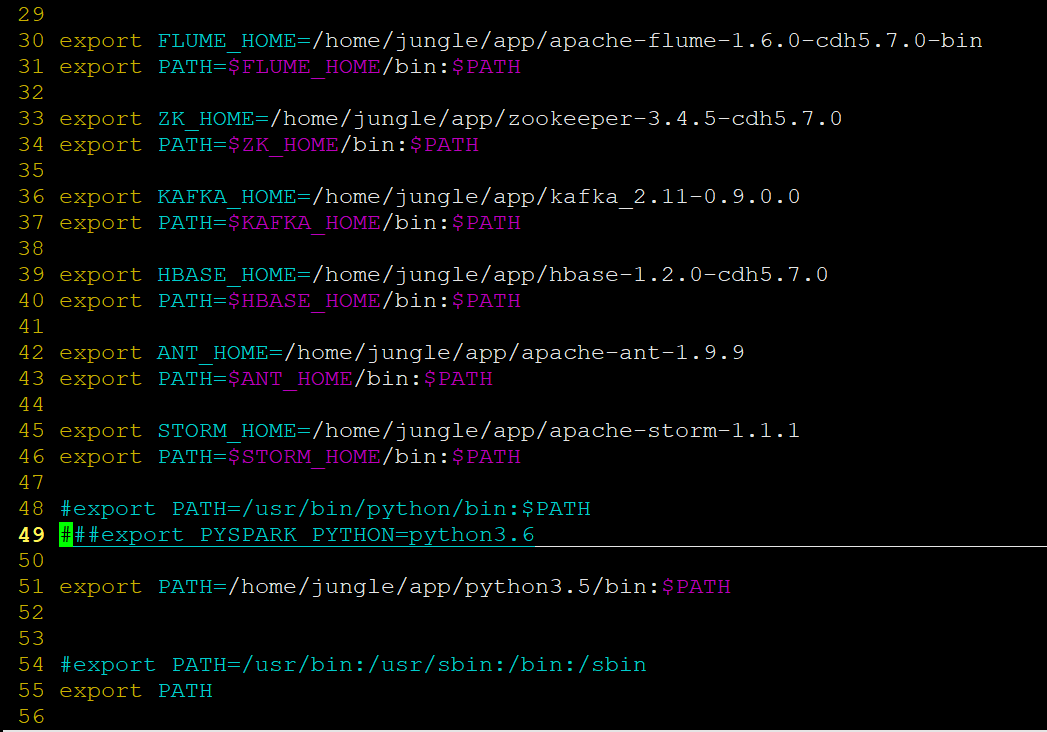 29
30 export FLUME_HOME=/home/jungle/app/apache-flume-1.6.0-cdh5.7.0-bin
31 export PATH=$FLUME_HOME/bin:$PATH
32
33 export ZK_HOME=/home/jungle/app/zookeeper-3.4.5-cdh5.7.0
34 export PATH=$ZK_HOME/bin:$PATH
35
36 export KAFKA_HOME=/home/jungle/app/kafka_2.11-0.9.0.0
37 export PATH=$KAFKA_HOME/bin:$PATH
38
39 export HBASE_HOME=/home/jungle/app/hbase-1.2.0-cdh5.7.0
40 export PATH=$HBASE_HOME/bin:$PATH
41
42 export ANT_HOME=/home/jungle/app/apache-ant-1.9.9
43 export PATH=$ANT_HOME/bin:$PATH
44
45 export STORM_HOME=/home/jungle/app/apache-storm-1.1.1
46 export PATH=$STORM_HOME/bin:$PATH
47
48 #export PATH=/usr/bin/python/bin:$PATH
49 ###export PYSPARK_PYTHON=python3.6
50
51 export PATH=/home/jungle/app/python3.5/bin:$PATH
52
53
54 #export PATH=/usr/bin:/usr/sbin:/bin:/sbin
55 export PATH
56